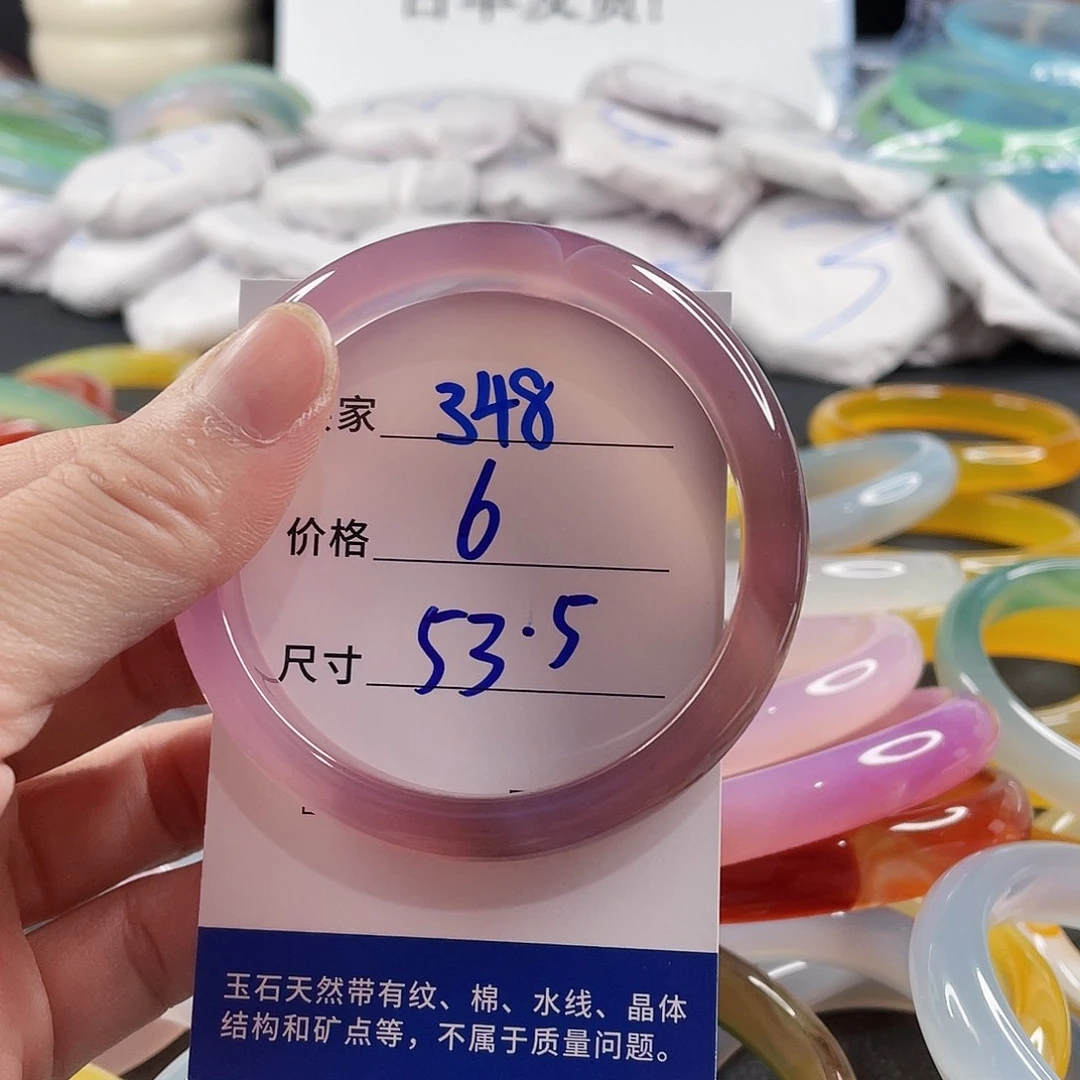 家 348
价格 6
尺寸 53.5
玉石天然带有纹、棉、水线、晶体
结构和矿点等，不属于质量问题。